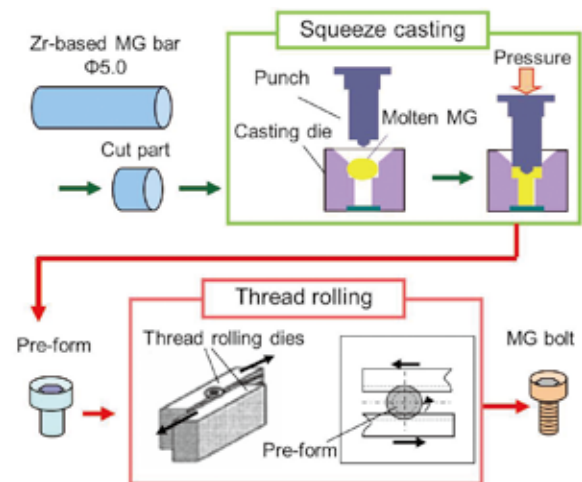 Squeeze casting
Zr-based MG bar
Φ5.0
Cut part
Punch
Pressure
Casting die
Molten MG
Thread rolling
Pre-form
Thread rolling dies
Pre-form
MG bolt